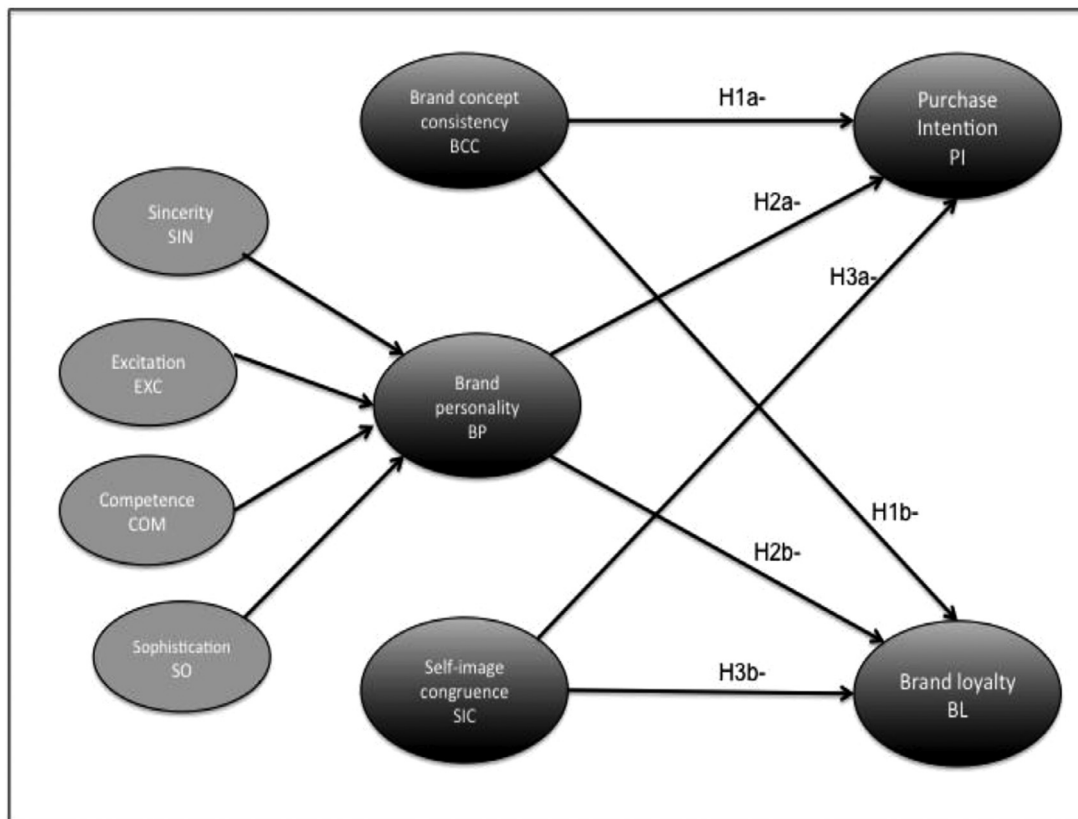 Brand concept
consistency
BCC
H1a-
Purchase
Intention
PI
Sincerity
SIN
H2a-
H3a-
Excitation
EXC
Brand
personality
BP
Competence
COM
H1b-
H2b-
Sophistication
SO
Self-image
congruence
SIC
H3b-
Brand loyalty
BL